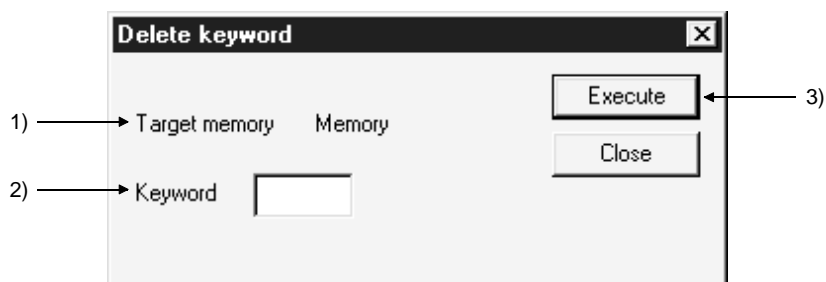 Delete keyword
Execute
3)
1)
Target memory Memory
Close
2)
Keyword